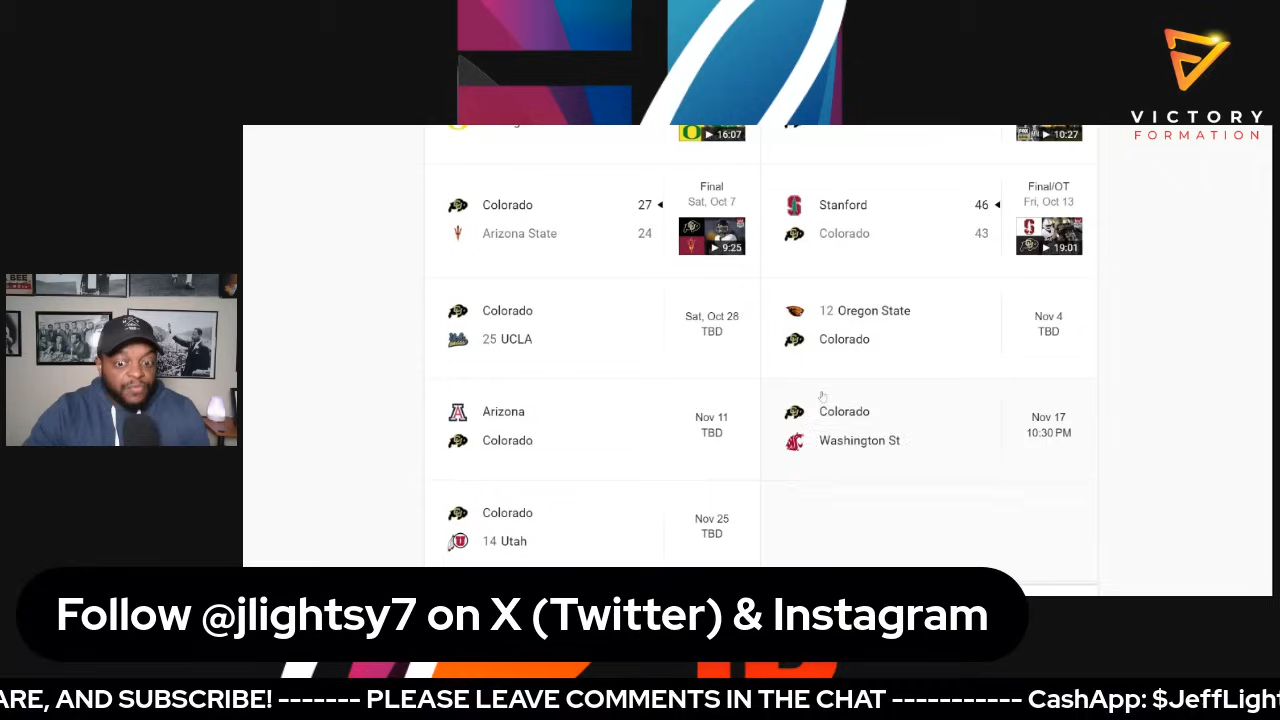 VICTORY
FORMATION
16:07
10:27
Colorado 27
Arizona State 24
Final
Sat, Oct 7
9:25
Stanford 46
Colorado 43
Final/OT
Fri, Oct 13
19:01
Colorado
25 UCLA
Sat, Oct 28
TBD
12 Oregon State
Colorado
Nov 4
TBD
Arizona
Colorado
Nov 11
TBD
Colorado
Washington St
Nov 17
10:30 PM
Colorado
14 Utah
Nov 25
TBD
Follow @jlightsy7 on X (Twitter) & Instagram
ARE, AND SUBSCRIBE! ------- PLEASE LEAVE COMMENTS IN THE CHAT ----------- CashApp: $JeffLight